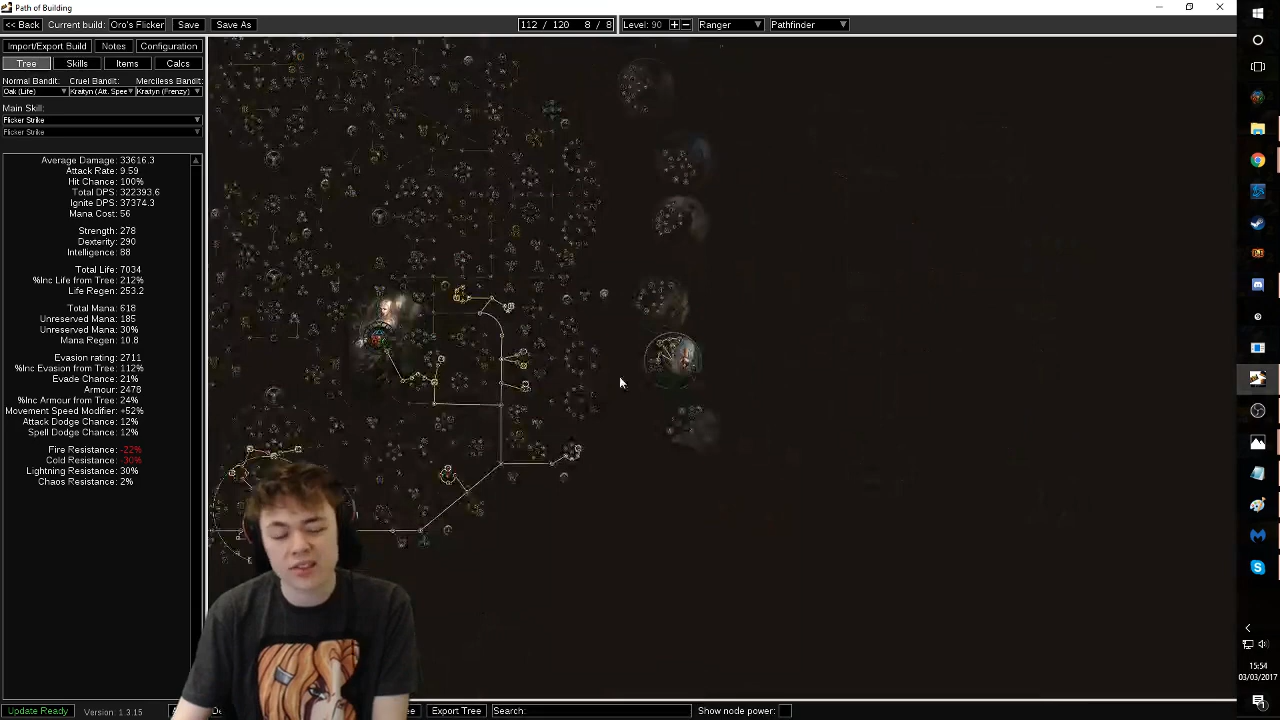 Path of Building
<< Back Current build: Oro's Flicker Save Save As 112 / 120 8 / 8 Level: 90 + - Ranger Pathfinder
Import/Export Build Notes Configuration
Tree Skills Items Calcs
Normal Bandit: Cruel Bandit: Merciless Bandit:
Oak (Life) Kraityn (Att. Spee Kraityn (Frenzy)
Main Skill:
Flicker Strike
Flicker Strike
Average Damage: 33616.3
Attack Rate: 9.59
Hit Chance: 100%
Total DPS: 322393.6
Ignite DPS: 37374.3
Mana Cost: 56
Strength: 278
Dexterity: 290
Intelligence: 88
Total Life: 7034
%Inc Life from Tree: 212%
Life Regen: 253.2
Total Mana: 618
Unreserved Mana: 185
Unreserved Mana: 30%
Mana Regen: 10.8
Evasion rating: 2711
%Inc Evasion from Tree: 112%
Evade Chance: 21%
Armour: 2478
%Inc Armour from Tree: 24%
Movement Speed Modifier: +52%
Attack Dodge Chance: 12%
Spell Dodge Chance: 12%
Fire Resistance: -22%
Cold Resistance: -30%
Lightning Resistance: 30%
Chaos Resistance: 2%
Update Ready Version: 1.3.15 Export Tree Search: Show node power:
15:54
03/03/2017